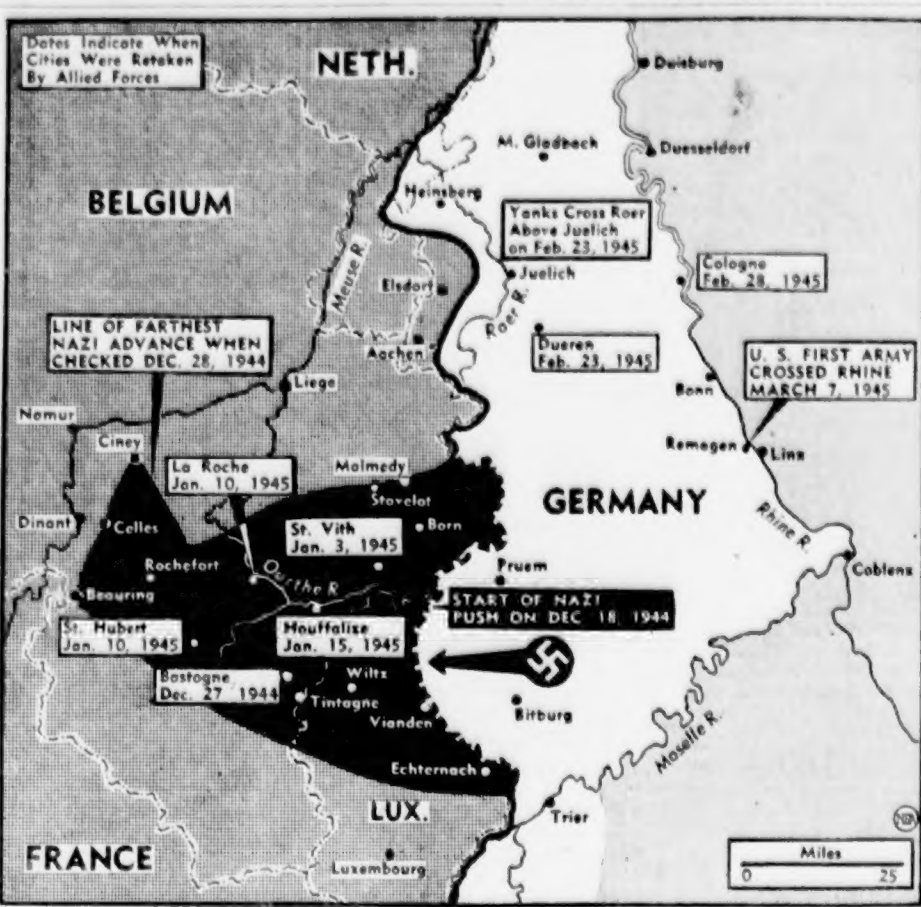 Dates Indicate When
Cities Were Retaken
By Allied Forces
NETH.
Duisburg
M. Gladbach
Duesseldorf
BELGIUM
Heinsberg
Yanks Cross Roer
Above Juelich
on Feb. 23, 1945
Meuse R.
Juelich
Cologne
Feb. 28, 1945
Elsdorf
Roer R.
LINE OF FARTHEST
NAZI ADVANCE WHEN
CHECKED DEC. 28, 1944
Aachen
Dueren
Feb. 23, 1945
U. S. FIRST ARMY
CROSSED RHINE
MARCH 7, 1945
Liege
Bonn
Namur
Ciney
Remagen
Linz
La Roche
Jan. 10, 1945
Malmedy
Stavelot
GERMANY
Dinant
Celles
St. Vith
Jan. 3, 1945
Born
Rhine R.
Rochefort
Ourthe R.
Pruem
Coblenz
Beauring
START OF NAZI
PUSH ON DEC. 18, 1944
St. Hubert
Jan. 10, 1945
Houffalize
Jan. 15, 1945
Bastogne
Dec. 27 1944
Wiltz
Tintagne
Vianden
Bitburg
Moselle R.
Echternach
LUX.
Trier
FRANCE
Luxembourg
Miles
0 25